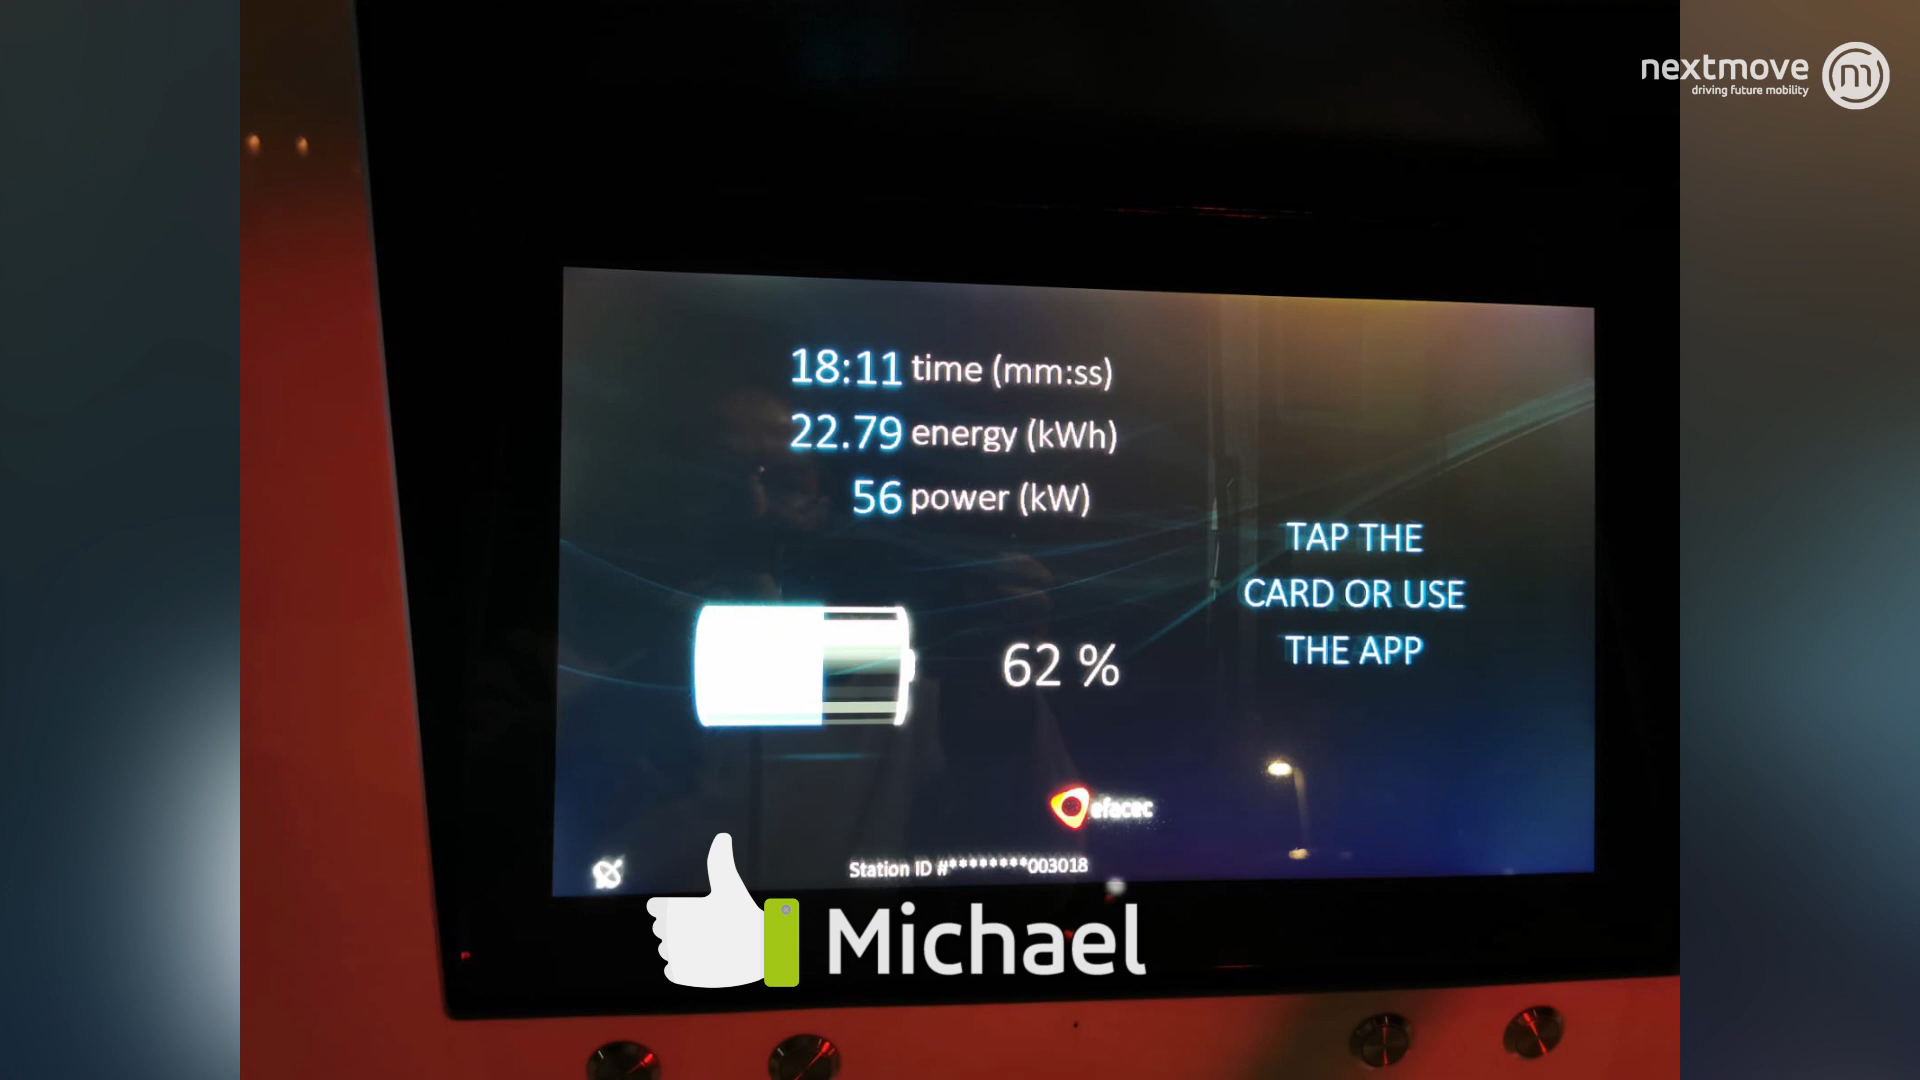 nextmove
driving future mobility
18:11 time (mm:ss)
22.79 energy (kWh)
56 power (kW)
TAP THE
CARD OR USE
THE APP
62 %
efacec
Station ID #********003018
Michael